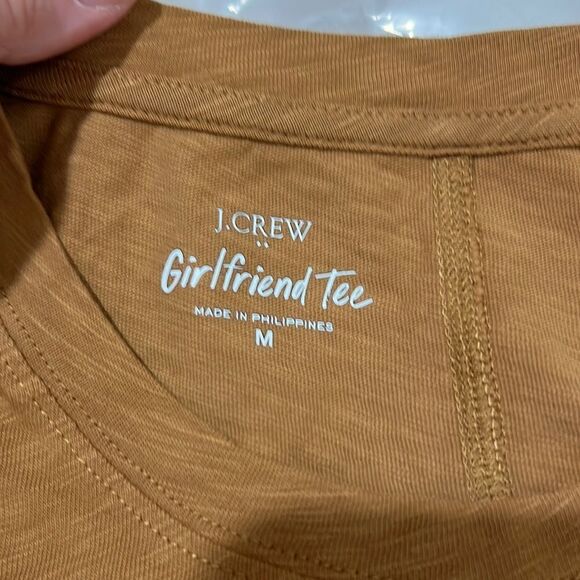 J.CREW
Girlfriend Tee
MADE IN PHILIPPINES
M